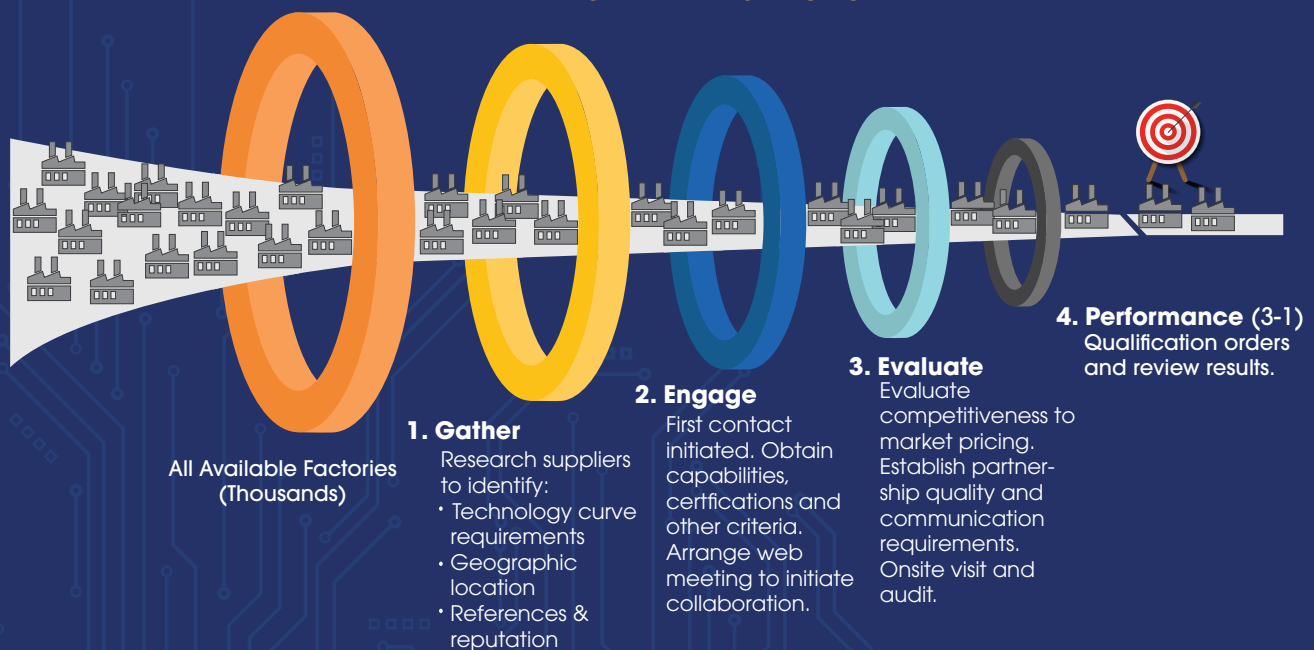 All Available Factories
(Thousands)
1. Gather
Research suppliers
to identify:
• Technology curve
requirements
• Geographic
location
• References &
reputation
2. Engage
First contact
initiated. Obtain
capabilities,
certfications and
other criteria.
Arrange web
meeting to initiate
collaboration.
3. Evaluate
Evaluate
competitiveness to
market pricing.
Establish partner-
ship quality and
communication
requirements.
Onsite visit and
audit.
4. Performance (3-1)
Qualification orders
and review results.